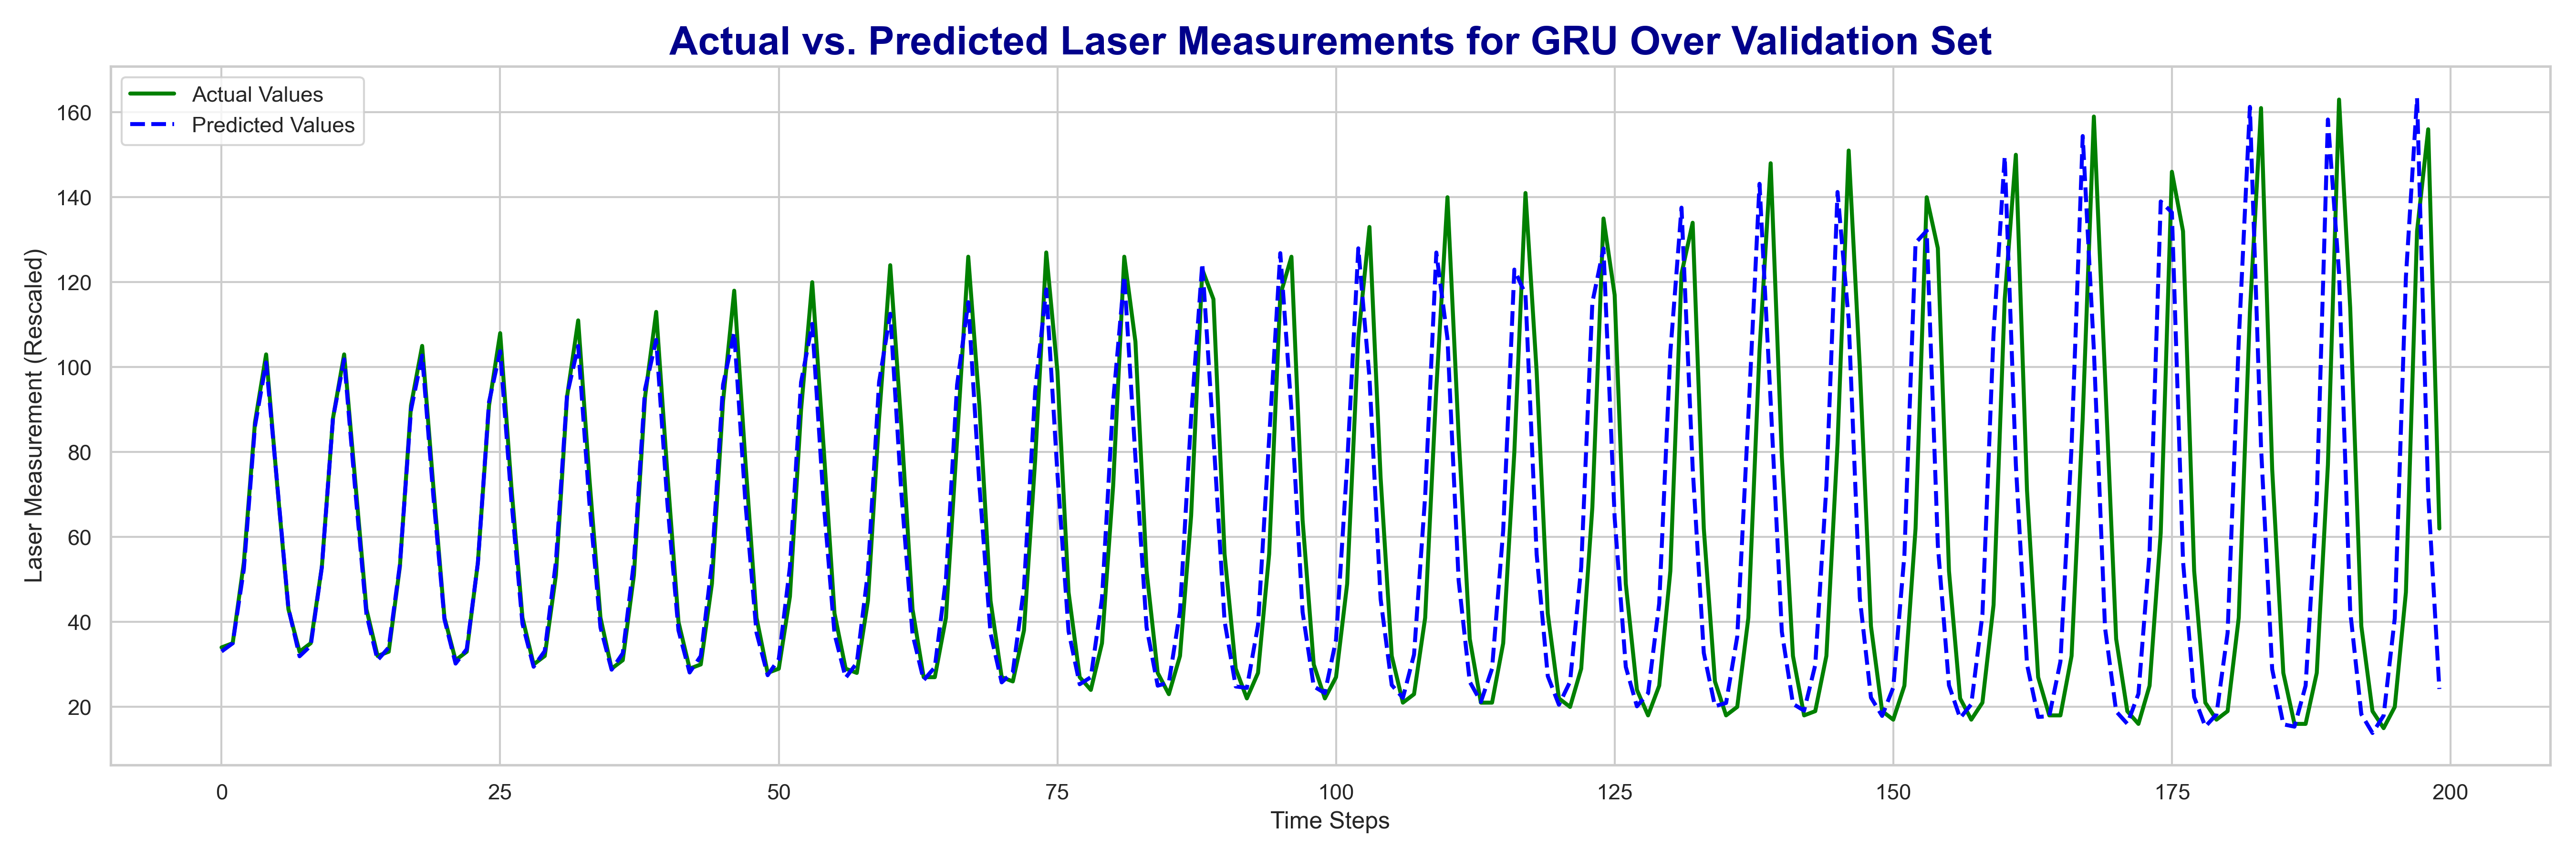 Actual vs. Predicted Laser Measurements for GRU Over Validation Set
Actual Values
Predicted Values
Laser Measurement (Rescaled)
160
140
120
100
80
60
40
20
0 25 50 75 100 125 150 175 200
Time Steps